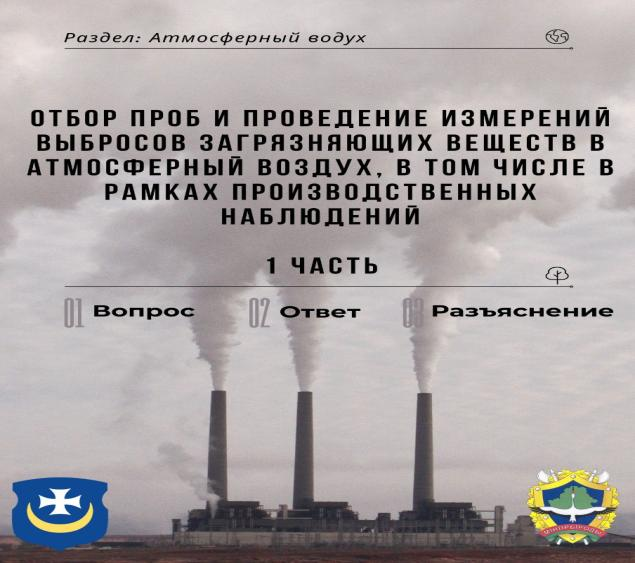 Раздел: Атмосферный водух
ОТБОР ПРОБ И ПРОВЕДЕНИЕ ИЗМЕРЕНИЙ
ВЫБРОСОВ ЗАГРЯЗНЯЮЩИХ ВЕЩЕСТВ В
АТМОСФЕРНЫЙ ВОЗДУХ, В ТОМ ЧИСЛЕ В
РАМКАХ ПРОИЗВОДСТВЕННЫХ
НАБЛЮДЕНИЙ
1 ЧАСТЬ
01 Вопрос 02 Ответ 03 Разъяснение
МІНПРЫРОДЫ